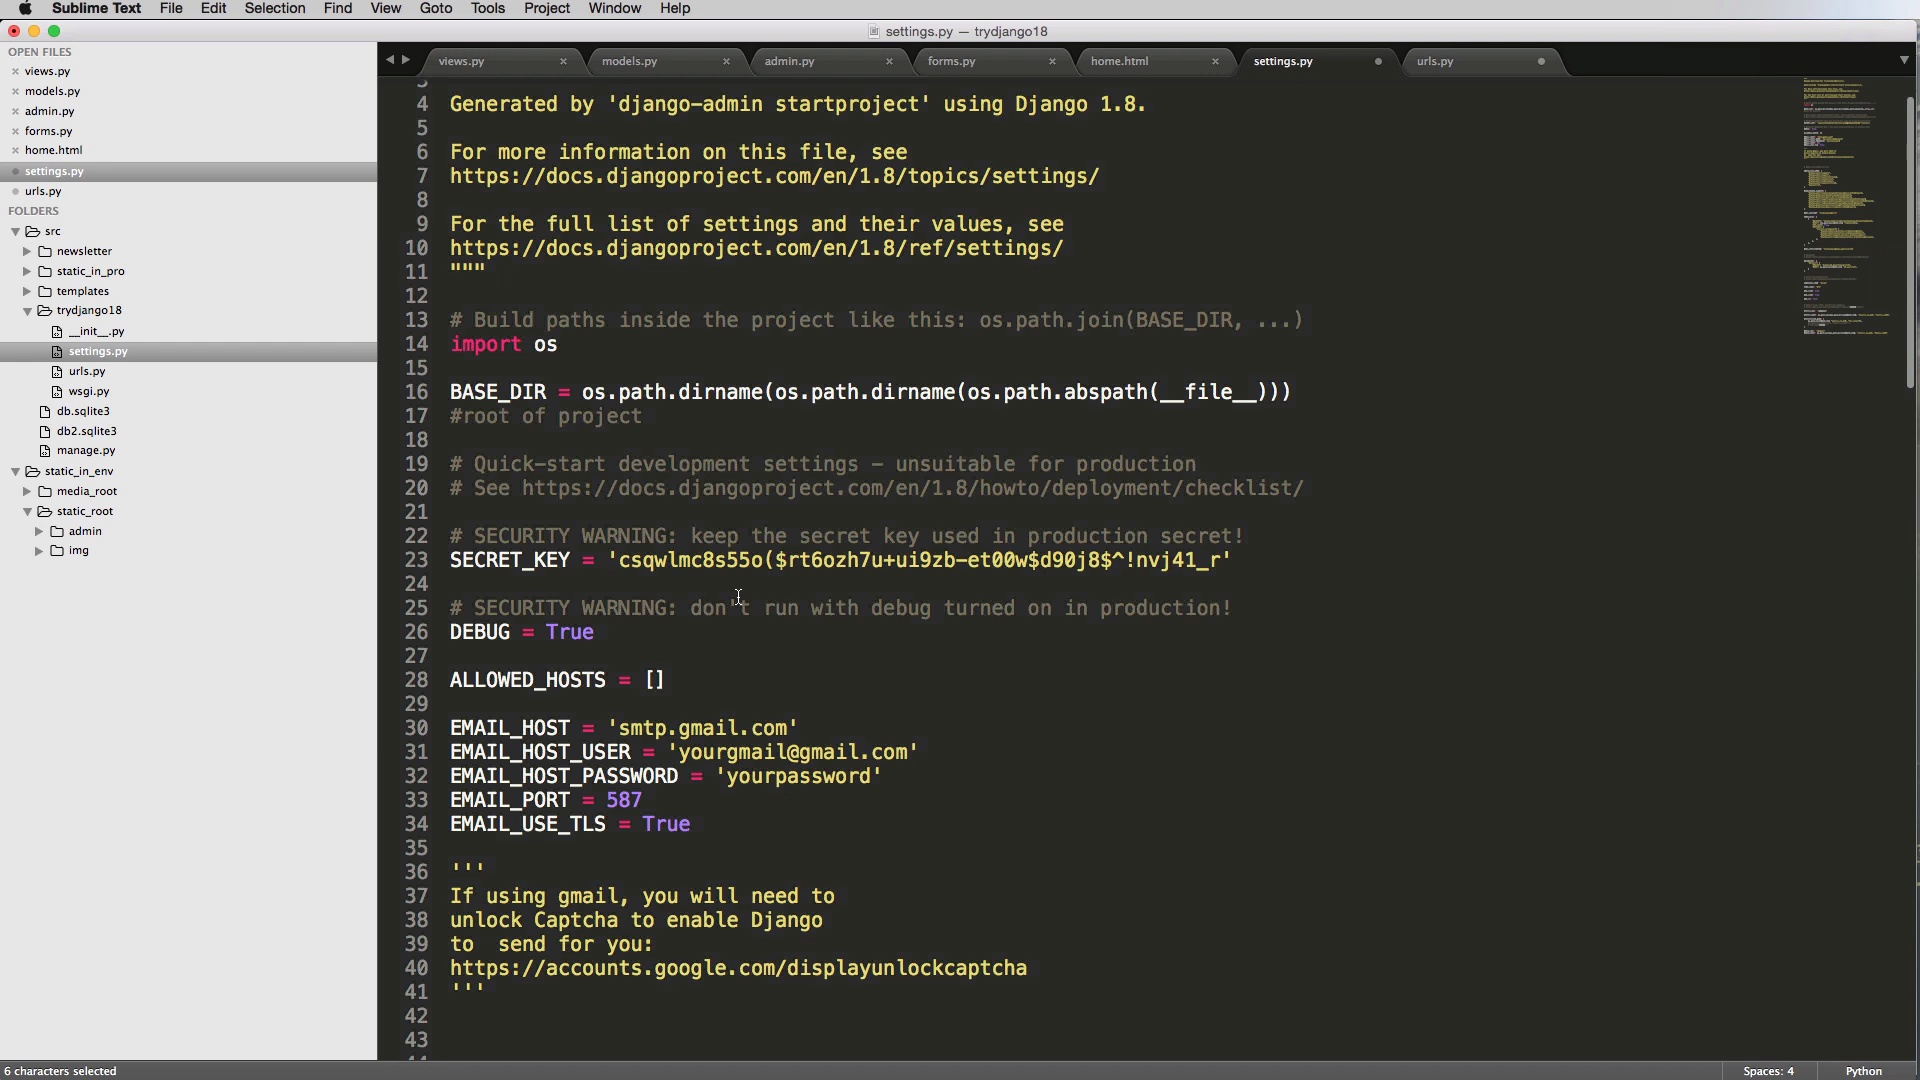 Sublime Text File Edit Selection Find View Goto Tools Project Window Help
settings.py — trydjango18
OPEN FILES
views.py
models.py
admin.py
forms.py
home.html
settings.py
urls.py
FOLDERS
src
newsletter
static_in_pro
templates
trydjango18
__init__.py
settings.py
urls.py
wsgi.py
db.sqlite3
db2.sqlite3
manage.py
static_in_env
media_root
static_root
admin
img
views.py models.py admin.py forms.py home.html settings.py urls.py
3
4 Generated by 'django-admin startproject' using Django 1.8.
5
6 For more information on this file, see
7 https://docs.djangoproject.com/en/1.8/topics/settings/
8
9 For the full list of settings and their values, see
10 https://docs.djangoproject.com/en/1.8/ref/settings/
11 """
12
13 # Build paths inside the project like this: os.path.join(BASE_DIR, ...)
14 import os
15
16 BASE_DIR = os.path.dirname(os.path.dirname(os.path.abspath(__file__)))
17 #root of project
18
19 # Quick-start development settings - unsuitable for production
20 # See https://docs.djangoproject.com/en/1.8/howto/deployment/checklist/
21
22 # SECURITY WARNING: keep the secret key used in production secret!
23 SECRET_KEY = 'csqwlmc8s55o($rt6ozh7u+ui9zb-et00w$d90j8$^!nvj41_r'
24
25 # SECURITY WARNING: don't run with debug turned on in production!
26 DEBUG = True
27
28 ALLOWED_HOSTS = []
29
30 EMAIL_HOST = 'smtp.gmail.com'
31 EMAIL_HOST_USER = 'yourgmail@gmail.com'
32 EMAIL_HOST_PASSWORD = 'yourpassword'
33 EMAIL_PORT = 587
34 EMAIL_USE_TLS = True
35
36 '''
37 If using gmail, you will need to
38 unlock Captcha to enable Django
39 to  send for you:
40 https://accounts.google.com/displayunlockcaptcha
41 '''
42
43
44
6 characters selected
Spaces: 4 Python